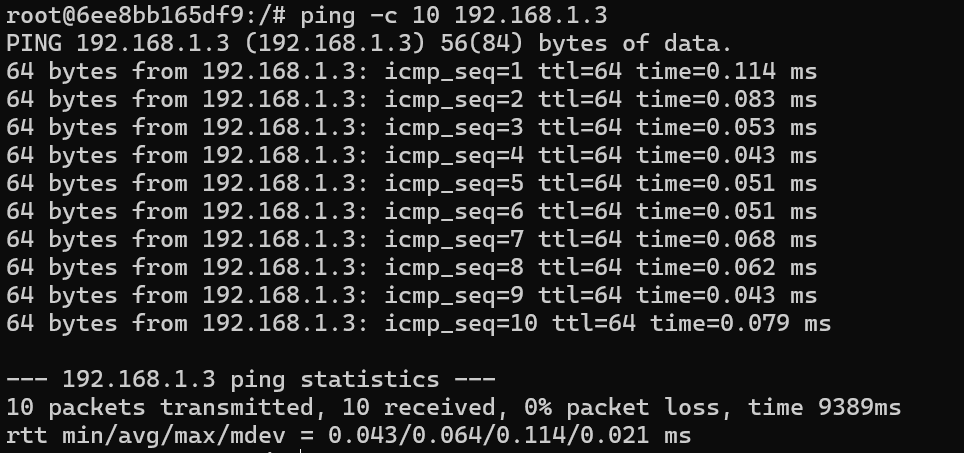 root@6ee8bb165df9:/# ping -c 10 192.168.1.3
PING 192.168.1.3 (192.168.1.3) 56(84) bytes of data.
64 bytes from 192.168.1.3: icmp_seq=1 ttl=64 time=0.114 ms
64 bytes from 192.168.1.3: icmp_seq=2 ttl=64 time=0.083 ms
64 bytes from 192.168.1.3: icmp_seq=3 ttl=64 time=0.053 ms
64 bytes from 192.168.1.3: icmp_seq=4 ttl=64 time=0.043 ms
64 bytes from 192.168.1.3: icmp_seq=5 ttl=64 time=0.051 ms
64 bytes from 192.168.1.3: icmp_seq=6 ttl=64 time=0.051 ms
64 bytes from 192.168.1.3: icmp_seq=7 ttl=64 time=0.068 ms
64 bytes from 192.168.1.3: icmp_seq=8 ttl=64 time=0.062 ms
64 bytes from 192.168.1.3: icmp_seq=9 ttl=64 time=0.043 ms
64 bytes from 192.168.1.3: icmp_seq=10 ttl=64 time=0.079 ms

--- 192.168.1.3 ping statistics ---
10 packets transmitted, 10 received, 0% packet loss, time 9389ms
rtt min/avg/max/mdev = 0.043/0.064/0.114/0.021 ms